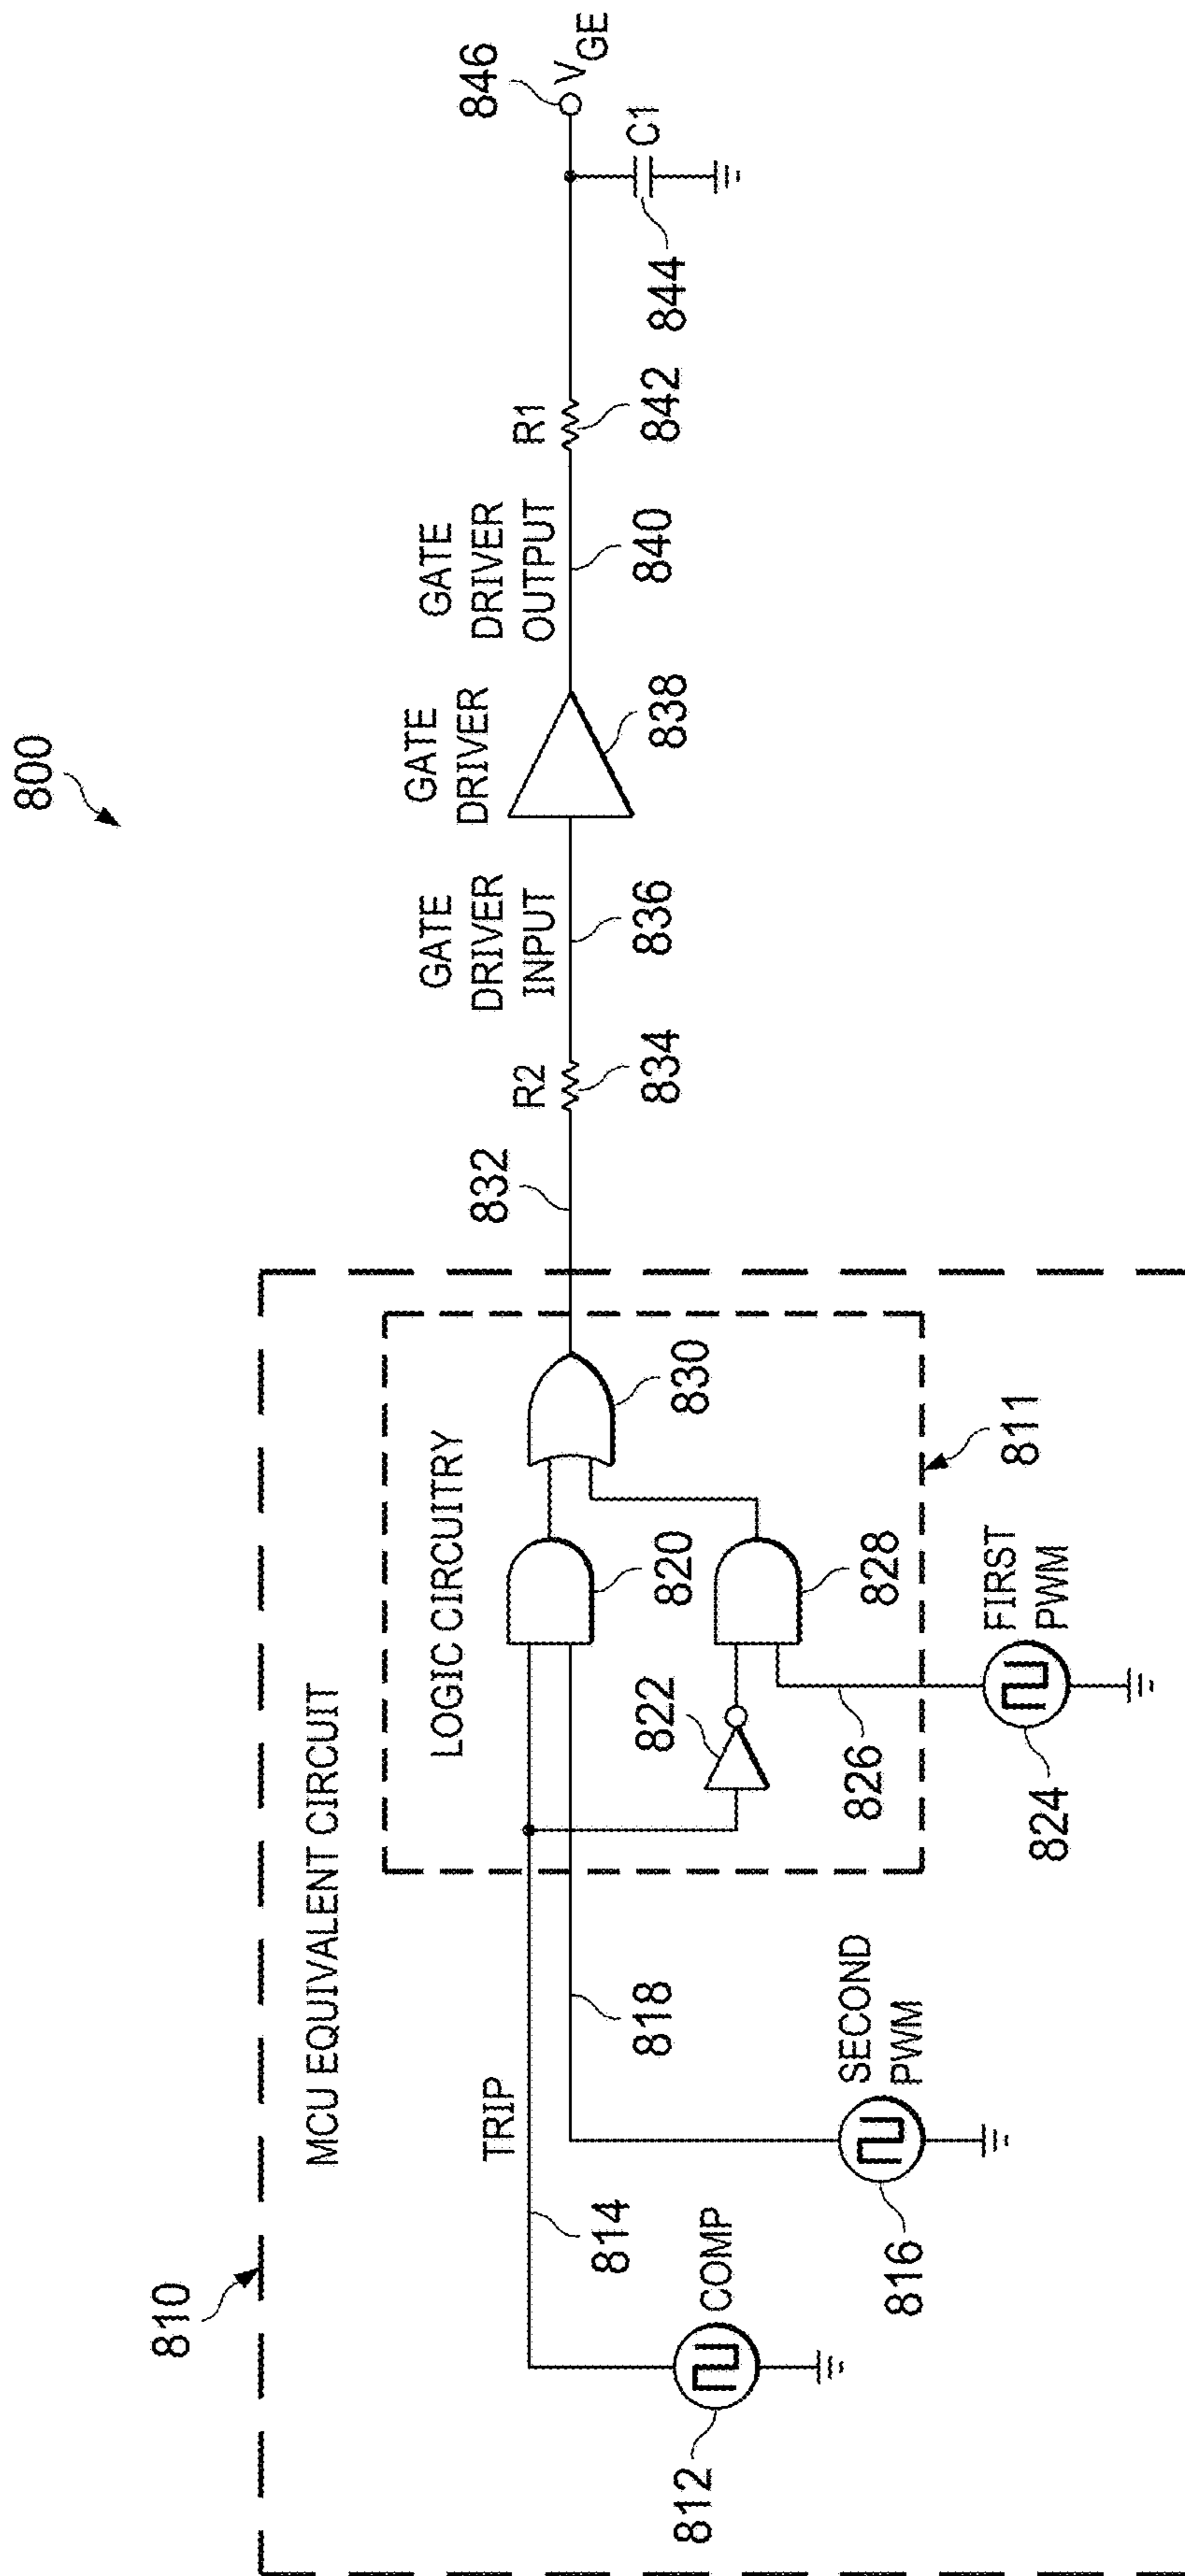 800
810
MCU EQUIVALENT CIRCUIT
LOGIC CIRCUITRY
TRIP
814
818
812
COMP
816
SECOND
PWM
822
826
824
FIRST
PWM
820
828
830
811
832
R2
834
GATE
DRIVER
INPUT
836
GATE
DRIVER
838
GATE
DRIVER
OUTPUT
840
R1
842
844
C1
846
VGE